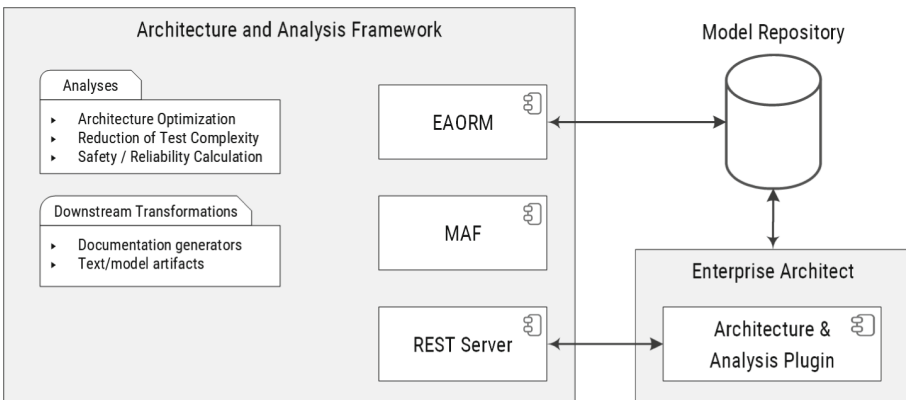 Architecture and Analysis Framework
Analyses
Architecture Optimization
Reduction of Test Complexity
Safety / Reliability Calculation
Downstream Transformations
Documentation generators
Text/model artifacts
EAORM
MAF
REST Server
Model Repository
Enterprise Architect
Architecture &
Analysis Plugin